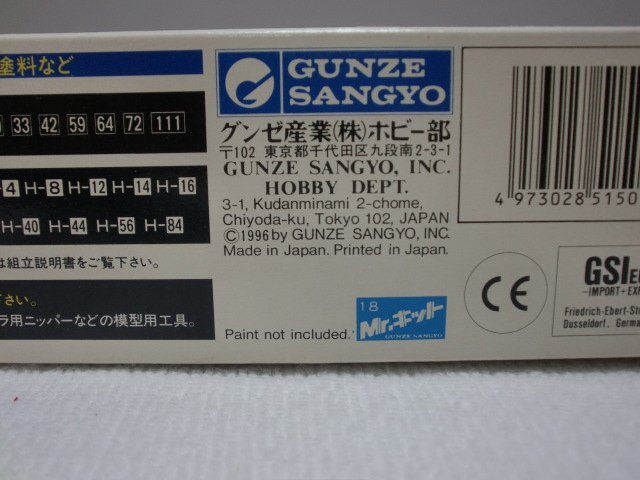 塗料など
33 42 59 64 72 111
4 H-8 H-12 H-14 H-16
H-40 H-44 H-56 H-84
は組立説明書をご覧下さい。
さい。
ラ用ニッパーなどの模型用工具。
GUNZE
SANGYO
グンゼ産業(株)ホビー部
〒102 東京都千代田区九段南2-3-1
GUNZE SANGYO, INC.
HOBBY DEPT.
3-1, Kudanminami 2-chome,
Chiyoda-ku, Tokyo 102, JAPAN
©1996 by GUNZE SANGYO, INC.
Made in Japan. Printed in Japan.
Paint not included.
18
Mr.キット
GUNZE SANGYO
4 973028 5150
CE
GSI
-IMPORT+EX
Friedrich-Ebert-St
Dusseldorf, Germa